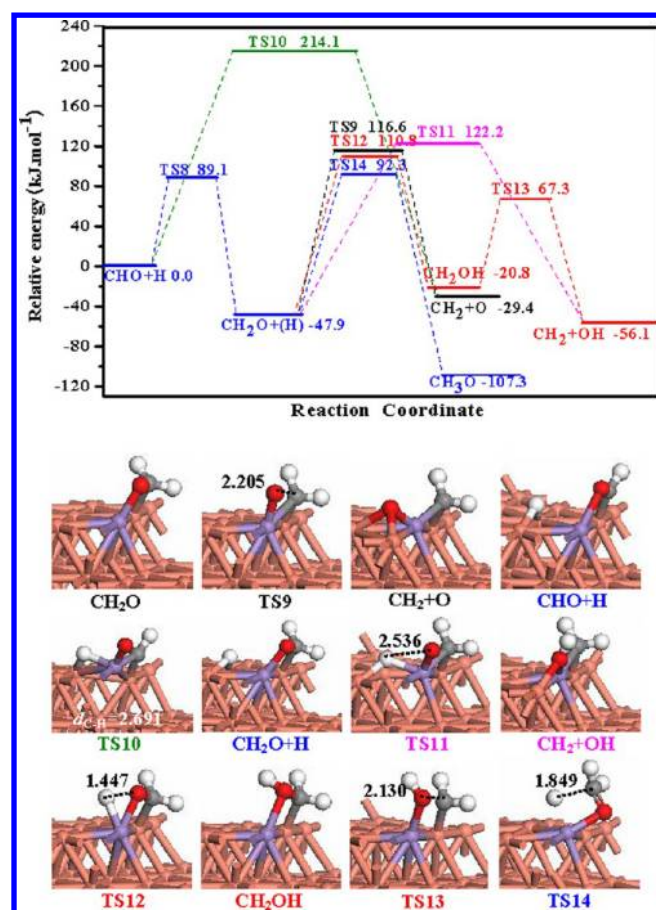 240
200
160
120
80
40
0
-40
-80
-120
Relative energy (kJ.mol⁻¹)
TS10 214.1
TS9 116.6
TS12 110.8
TS11 122.2
TS8 89.1
TS14 92.3
TS13 67.3
CHO+H 0.0
CH₂OH -20.8
CH₂+O -29.4
CH₂O+(H) -47.9
CH₂+OH -56.1
CH₃O -107.3
Reaction Coordinate
2.205
CH₂O TS9 CH₂+O CHO+H
2.536
d_C-H=2.691
TS10 CH₂O+H TS11 CH₂+OH
1.447 2.130 1.849
TS12 CH₂OH TS13 TS14